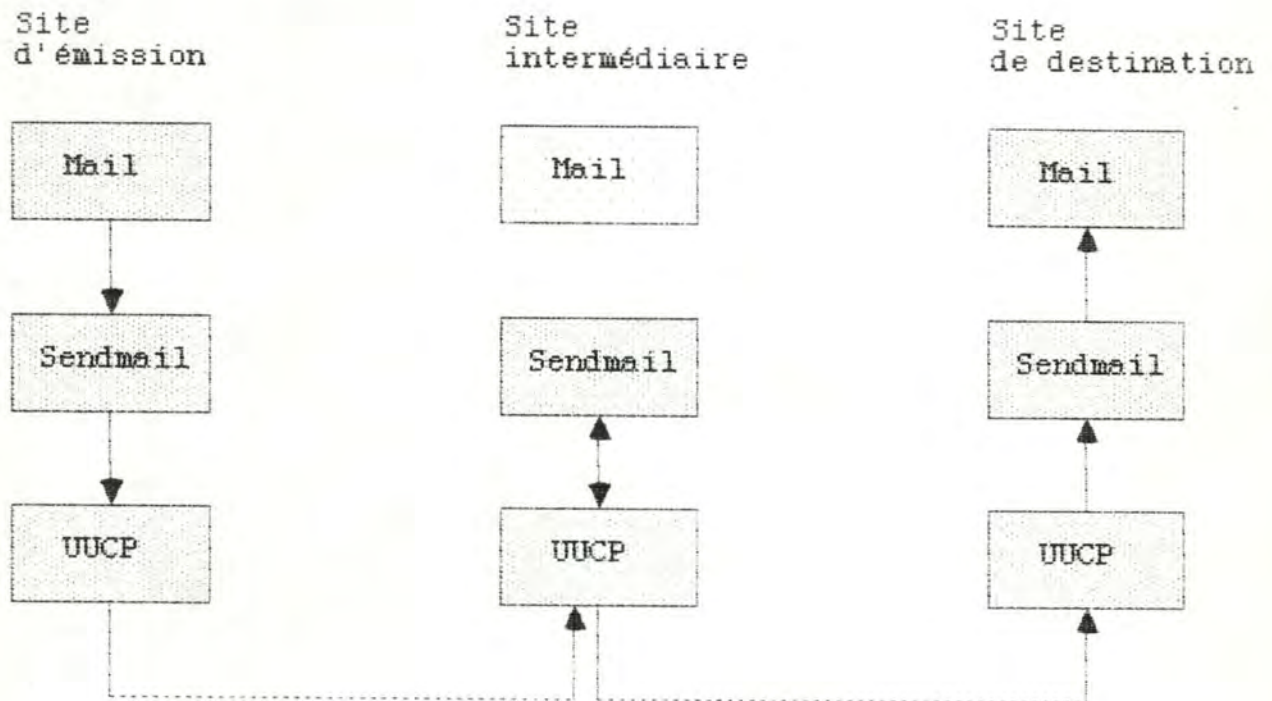 Site
d'émission
Site
intermédiaire
Site
de destination
Mail
Mail
Mail
Sendmail
Sendmail
Sendmail
UUCP
UUCP
UUCP